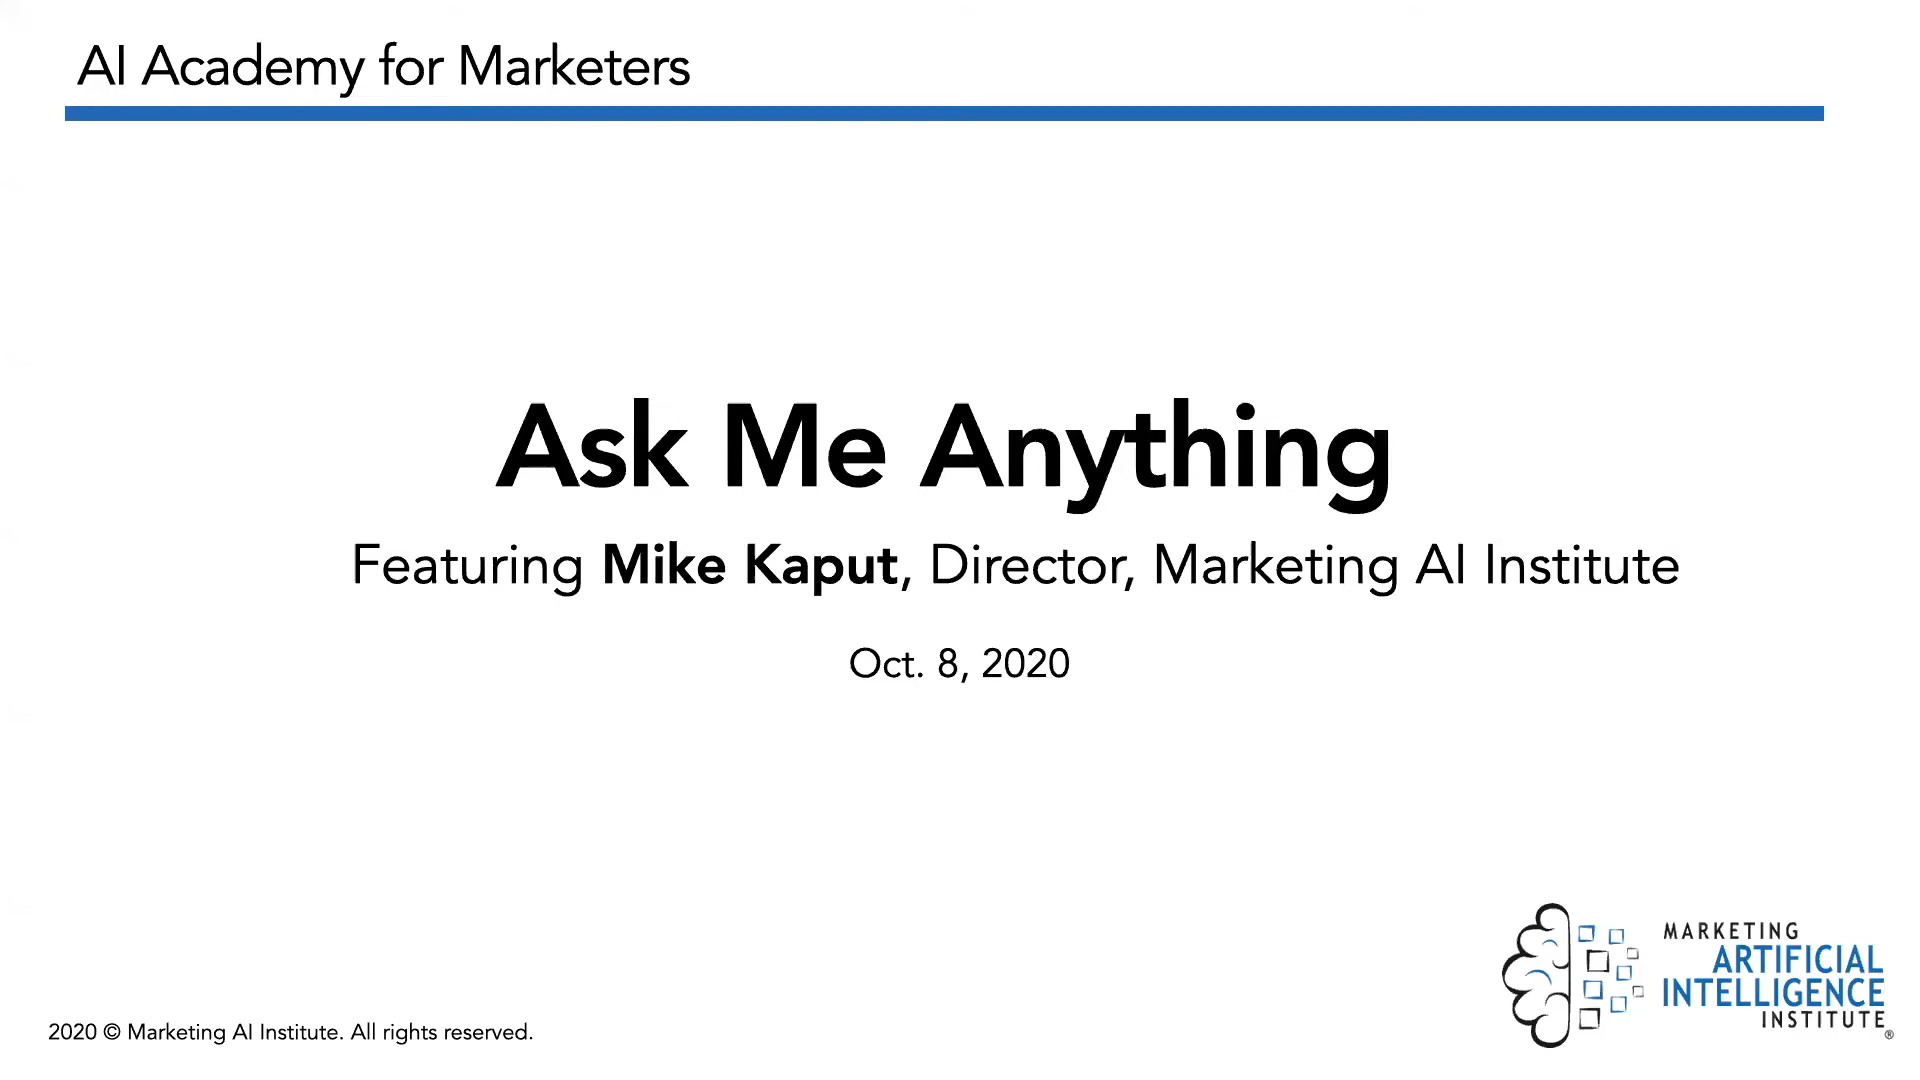 AI Academy for Marketers
Ask Me Anything
Featuring Mike Kaput, Director, Marketing AI Institute
Oct. 8, 2020
MARKETING
ARTIFICIAL
INTELLIGENCE
INSTITUTE®
2020 © Marketing AI Institute. All rights reserved.